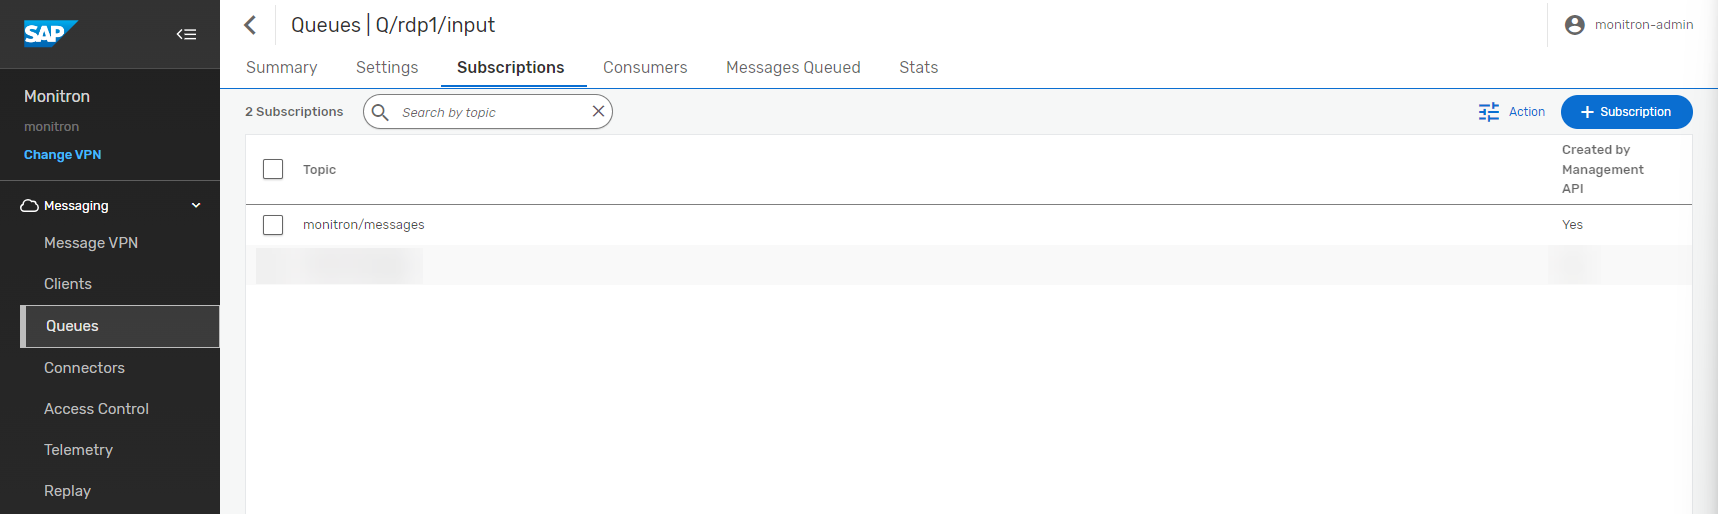 SAP
Queues | Q/rdp1/input
monitron-admin
Summary
Settings
Subscriptions
Consumers
Messages Queued
Stats
Monitron
monitron
Change VPN
Messaging
Message VPN
Clients
Queues
Connectors
Access Control
Telemetry
Replay
2 Subscriptions
Search by topic
Action
Subscription
Topic
Created by
Management
API
monitron/messages
Yes